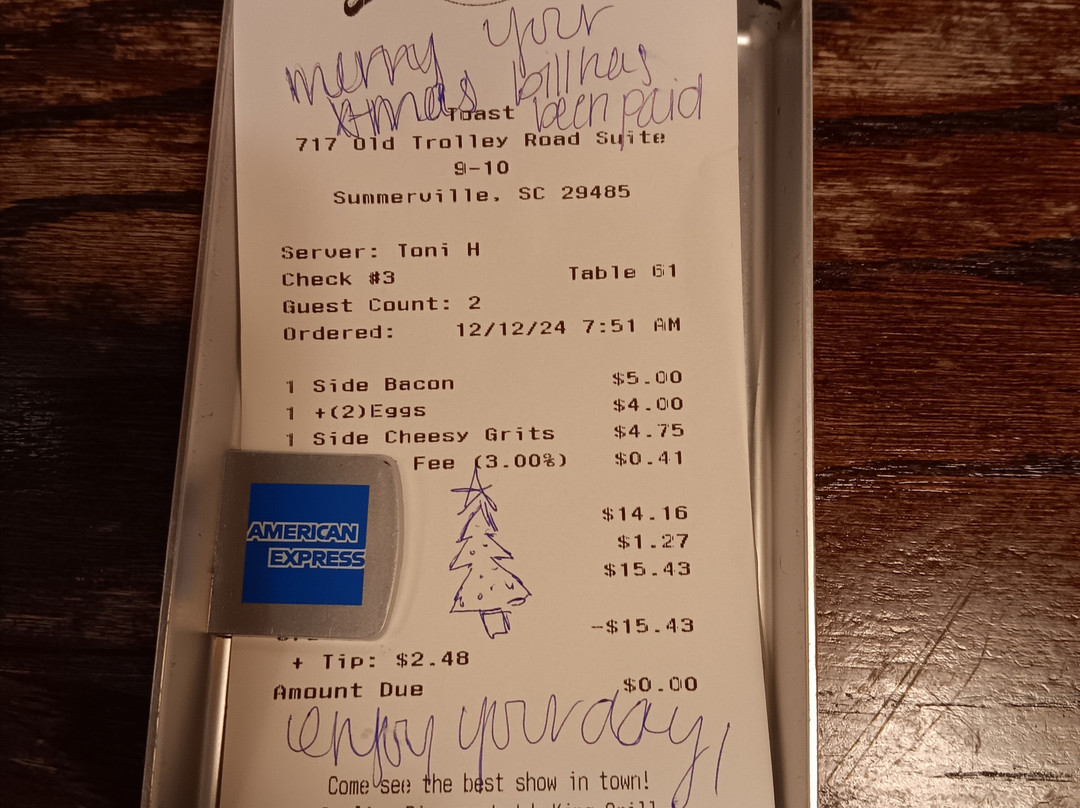 merry your
xmas bill has
been paid
Toast
717 Old Trolley Road Suite
9-10
Summerville, SC 29485
Server: Toni H
Check #3 Table 61
Guest Count: 2
Ordered: 12/12/24 7:51 AM
1 Side Bacon $5.00
1 +(2)Eggs $4.00
1 Side Cheesy Grits $4.75
Fee (3.00%) $0.41
$14.16
$1.27
$15.43
AMERICAN
EXPRESS
-$15.43
+ Tip: $2.48
Amount Due $0.00
enjoy your day,
Come see the best show in town!